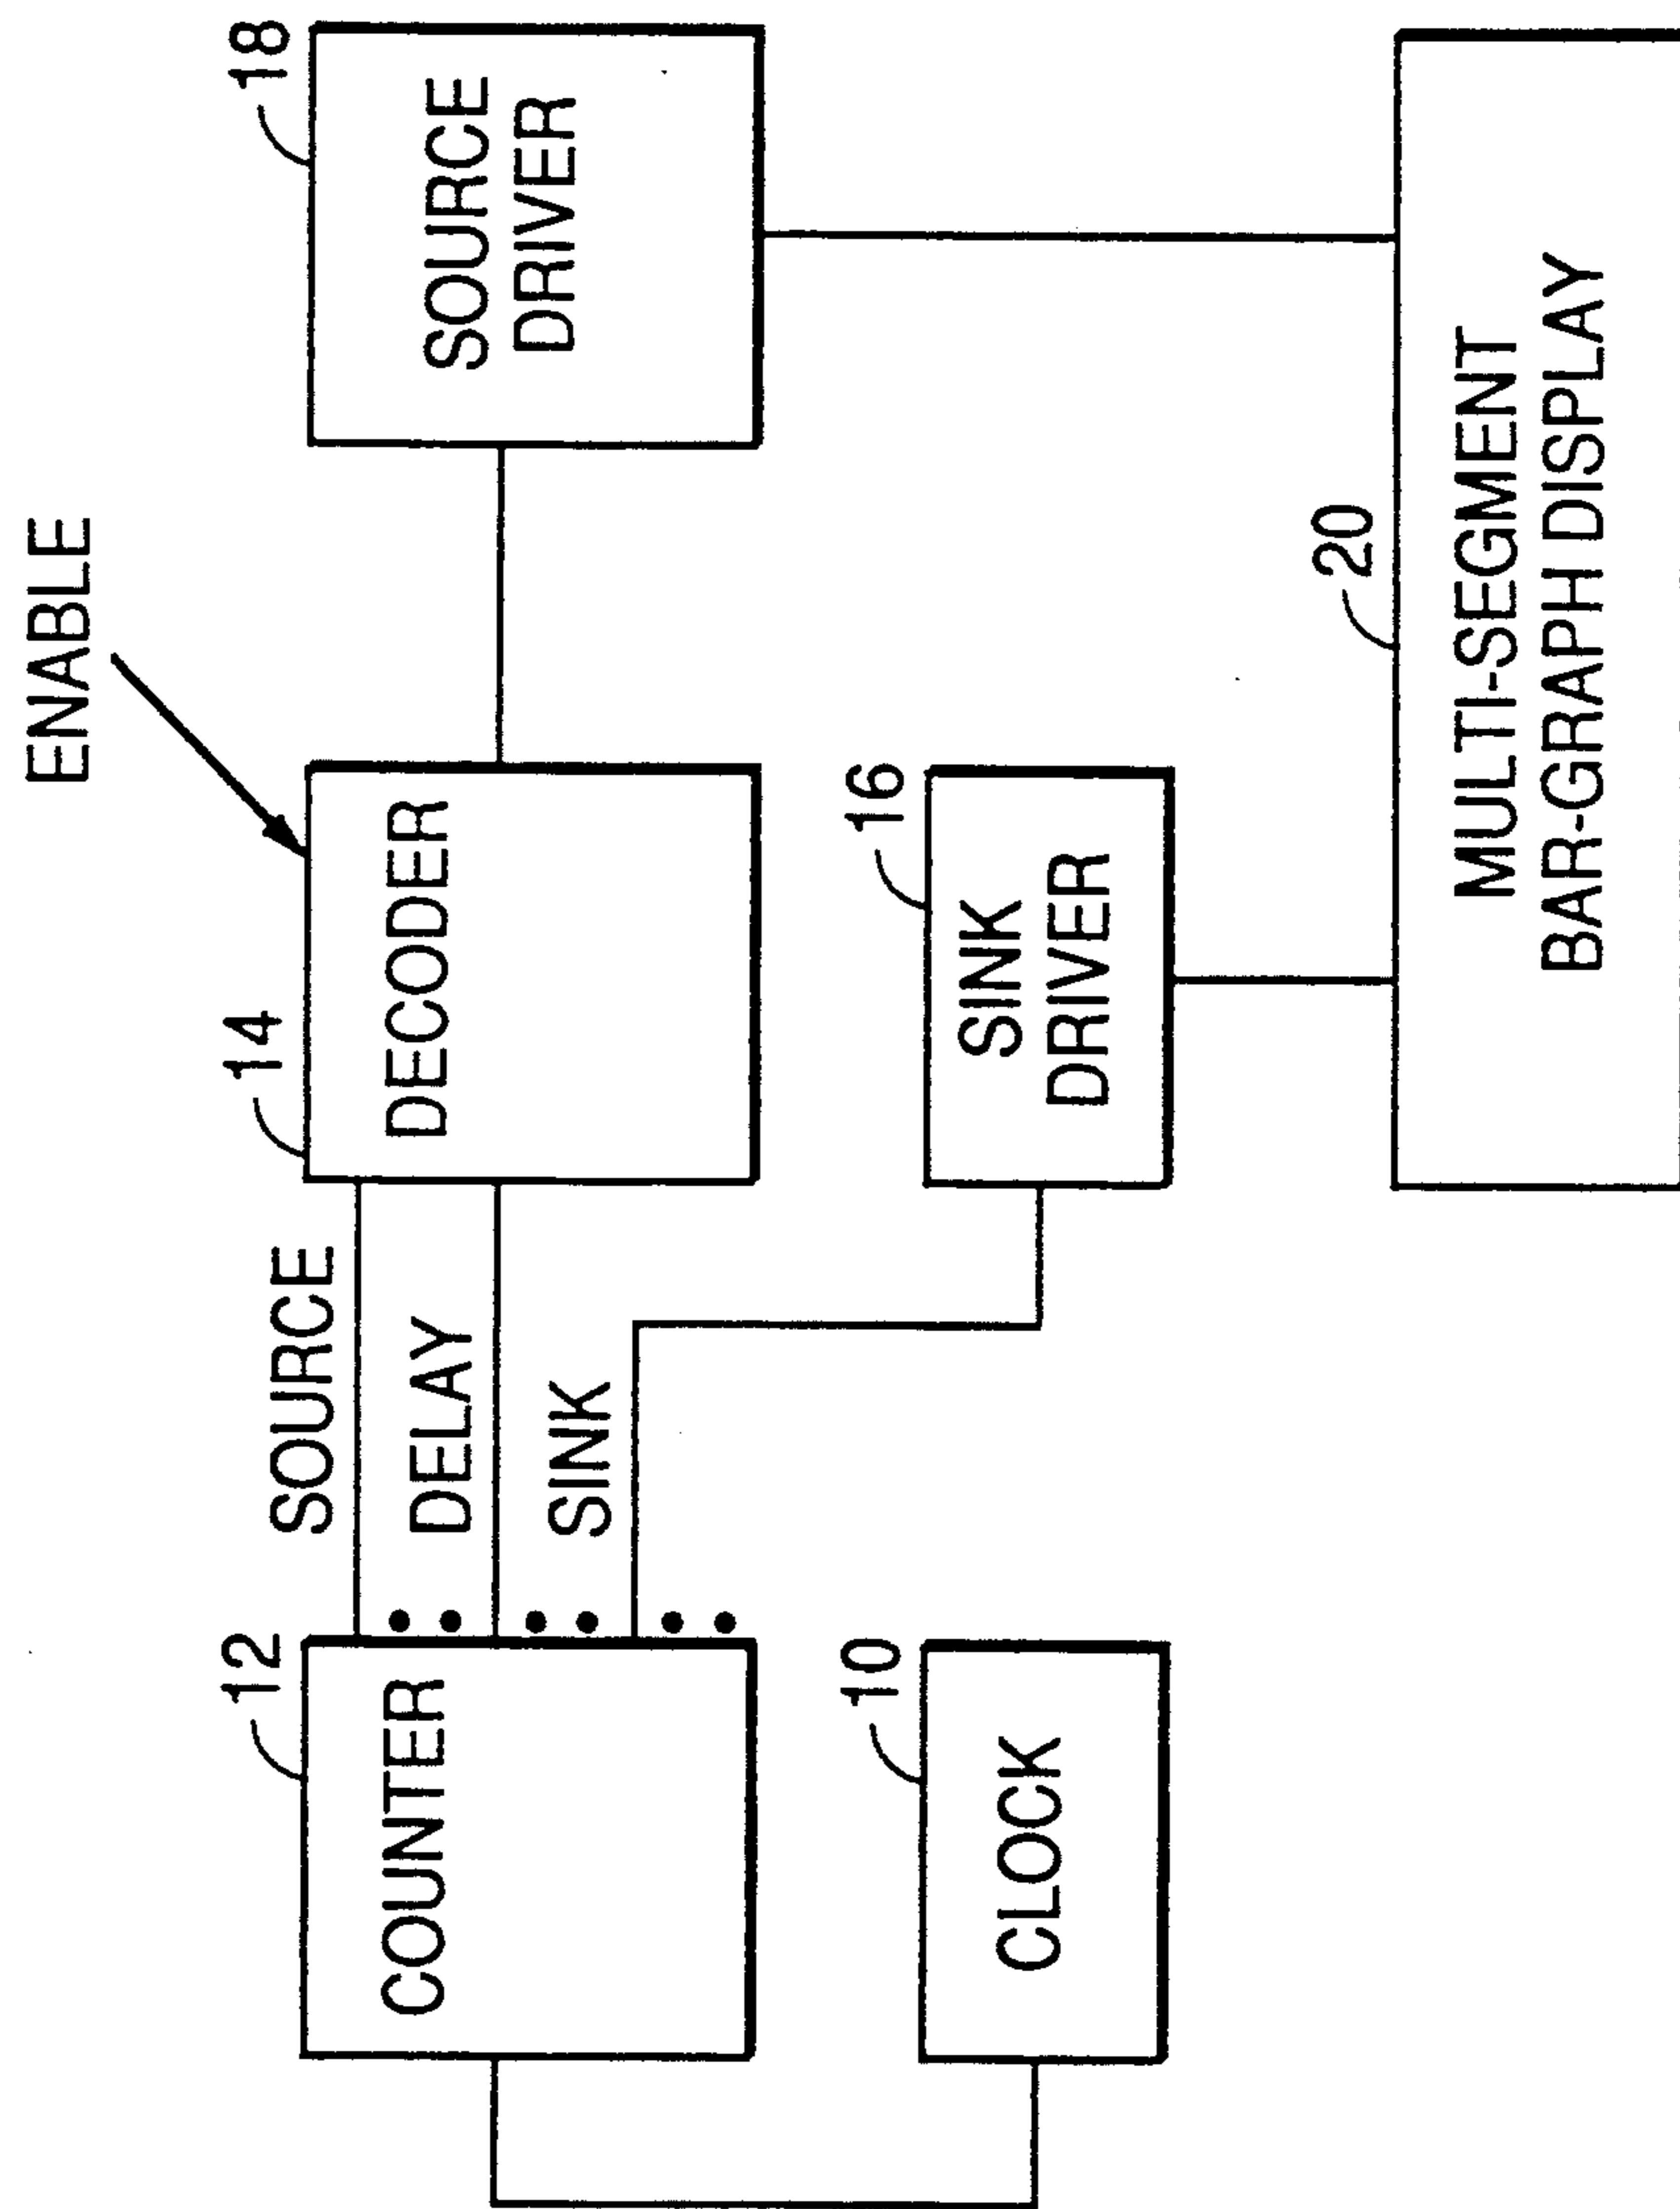 ENABLE
12
COUNTER
SOURCE
DELAY
SINK
14
DECODER
18
SOURCE
DRIVER
10
CLOCK
16
SINK
DRIVER
20
MULTI-SEGMENT
BAR-GRAPH DISPLAY